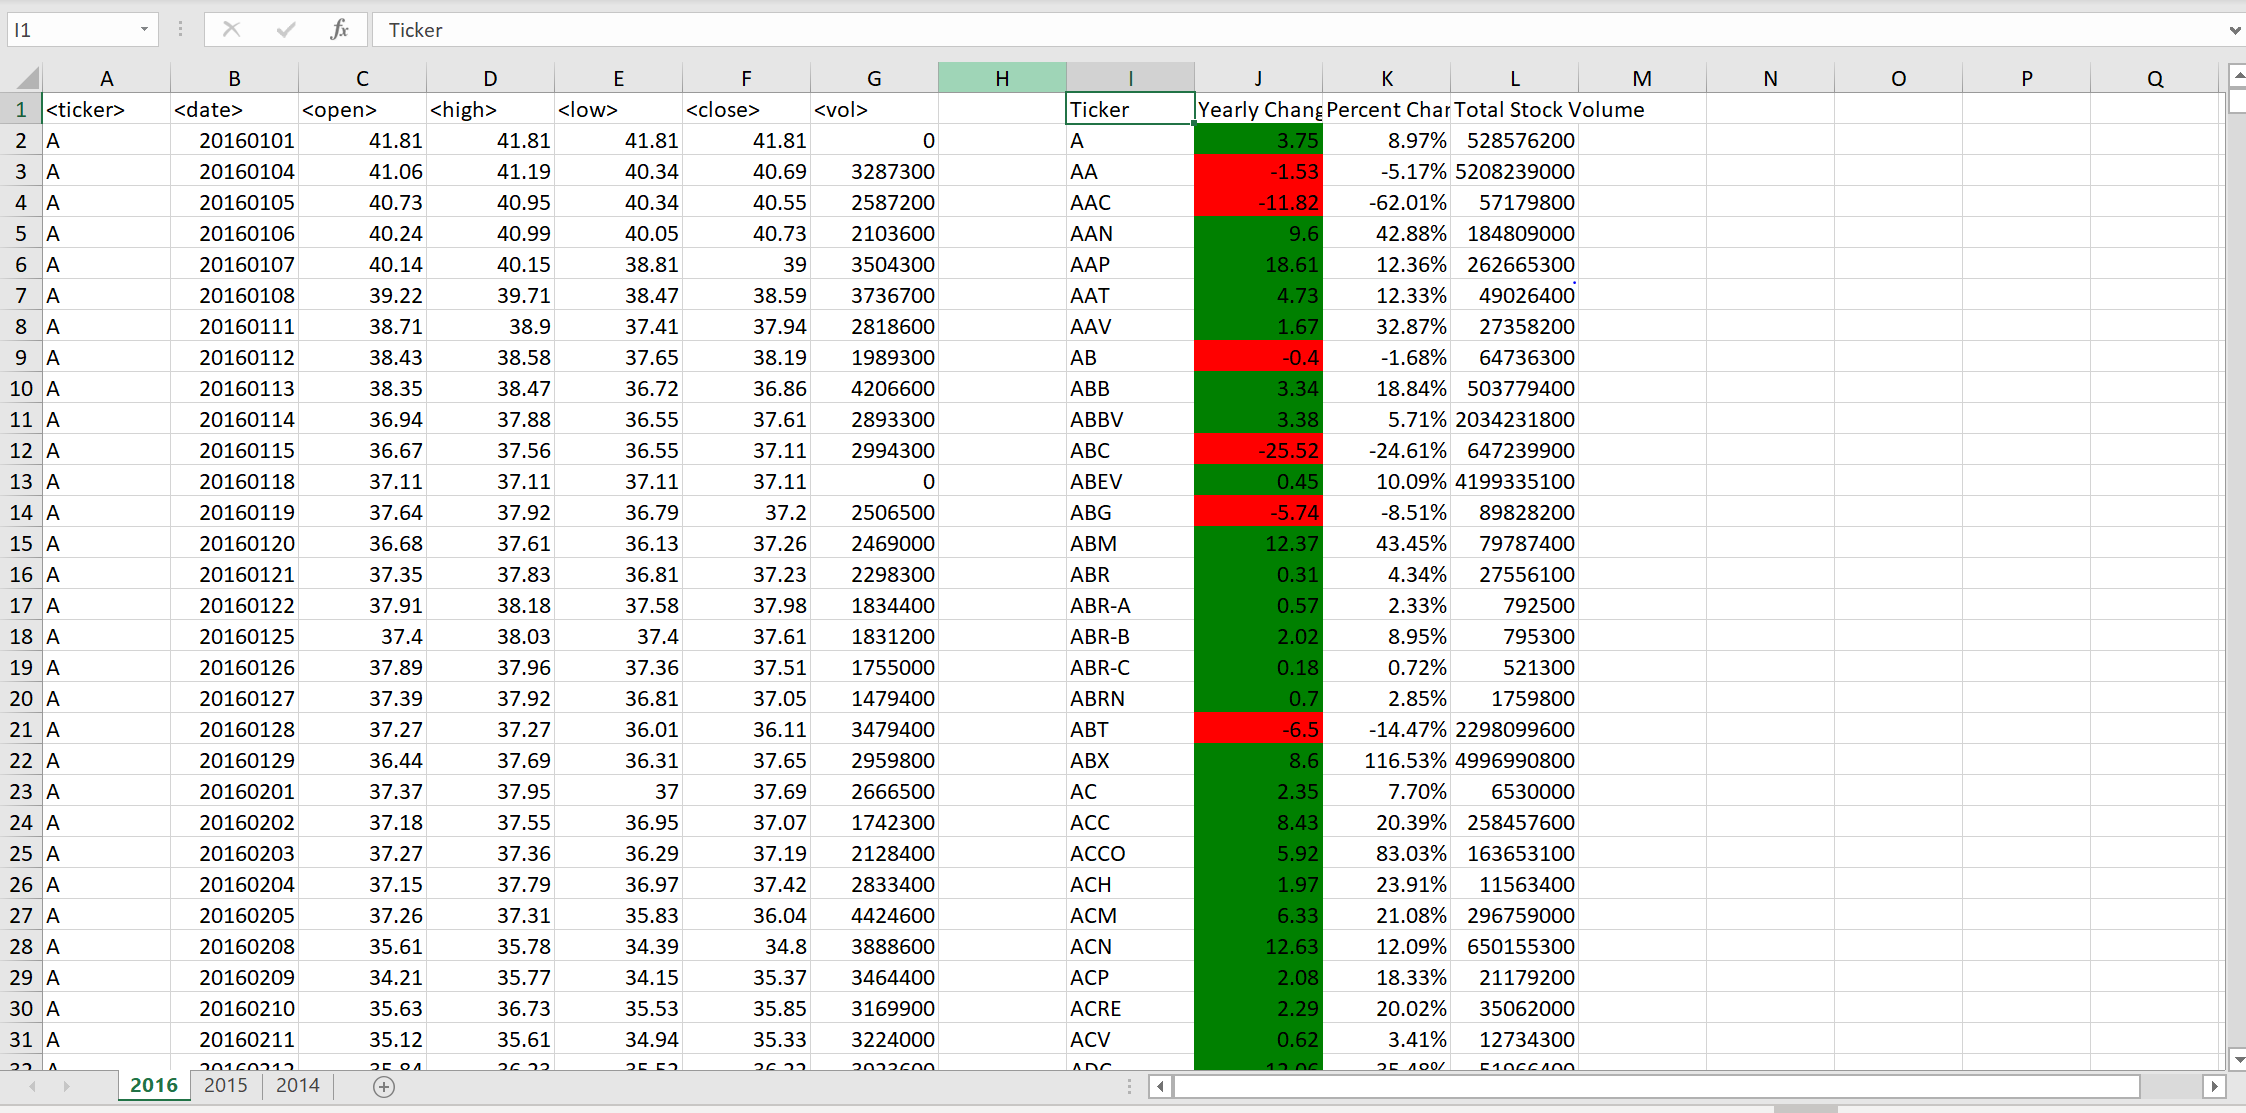 I1 fx Ticker
A B C D E F G H I J K L M N O P Q
1 <ticker> <date> <open> <high> <low> <close> <vol> Ticker Yearly Chang Percent Char Total Stock Volume
2 A 20160101 41.81 41.81 41.81 41.81 0 A 3.75 8.97% 528576200
3 A 20160104 41.06 41.19 40.34 40.69 3287300 AA -1.53 -5.17% 5208239000
4 A 20160105 40.73 40.95 40.34 40.55 2587200 AAC -11.82 -62.01% 57179800
5 A 20160106 40.24 40.99 40.05 40.73 2103600 AAN 9.6 42.88% 184809000
6 A 20160107 40.14 40.15 38.81 39 3504300 AAP 18.61 12.36% 262665300
7 A 20160108 39.22 39.71 38.47 38.59 3736700 AAT 4.73 12.33% 49026400
8 A 20160111 38.71 38.9 37.41 37.94 2818600 AAV 1.67 32.87% 27358200
9 A 20160112 38.43 38.58 37.65 38.19 1989300 AB -0.4 -1.68% 64736300
10 A 20160113 38.35 38.47 36.72 36.86 4206600 ABB 3.34 18.84% 503779400
11 A 20160114 36.94 37.88 36.55 37.61 2893300 ABBV 3.38 5.71% 2034231800
12 A 20160115 36.67 37.56 36.55 37.11 2994300 ABC -25.52 -24.61% 647239900
13 A 20160118 37.11 37.11 37.11 37.11 0 ABEV 0.45 10.09% 4199335100
14 A 20160119 37.64 37.92 36.79 37.2 2506500 ABG -5.74 -8.51% 89828200
15 A 20160120 36.68 37.61 36.13 37.26 2469000 ABM 12.37 43.45% 79787400
16 A 20160121 37.35 37.83 36.81 37.23 2298300 ABR 0.31 4.34% 27556100
17 A 20160122 37.91 38.18 37.58 37.98 1834400 ABR-A 0.57 2.33% 792500
18 A 20160125 37.4 38.03 37.4 37.61 1831200 ABR-B 2.02 8.95% 795300
19 A 20160126 37.89 37.96 37.36 37.51 1755000 ABR-C 0.18 0.72% 521300
20 A 20160127 37.39 37.92 36.81 37.05 1479400 ABRN 0.7 2.85% 1759800
21 A 20160128 37.27 37.27 36.01 36.11 3479400 ABT -6.5 -14.47% 2298099600
22 A 20160129 36.44 37.69 36.31 37.65 2959800 ABX 8.6 116.53% 4996990800
23 A 20160201 37.37 37.95 37 37.69 2666500 AC 2.35 7.70% 6530000
24 A 20160202 37.18 37.55 36.95 37.07 1742300 ACC 8.43 20.39% 258457600
25 A 20160203 37.27 37.36 36.29 37.19 2128400 ACCO 5.92 83.03% 163653100
26 A 20160204 37.15 37.79 36.97 37.42 2833400 ACH 1.97 23.91% 11563400
27 A 20160205 37.26 37.31 35.83 36.04 4424600 ACM 6.33 21.08% 296759000
28 A 20160208 35.61 35.78 34.39 34.8 3888600 ACN 12.63 12.09% 650155300
29 A 20160209 34.21 35.77 34.15 35.37 3464400 ACP 2.08 18.33% 21179200
30 A 20160210 35.63 36.73 35.53 35.85 3169900 ACRE 2.29 20.02% 35062000
31 A 20160211 35.12 35.61 34.94 35.33 3224000 ACV 0.62 3.41% 12734300
2016 2015 2014